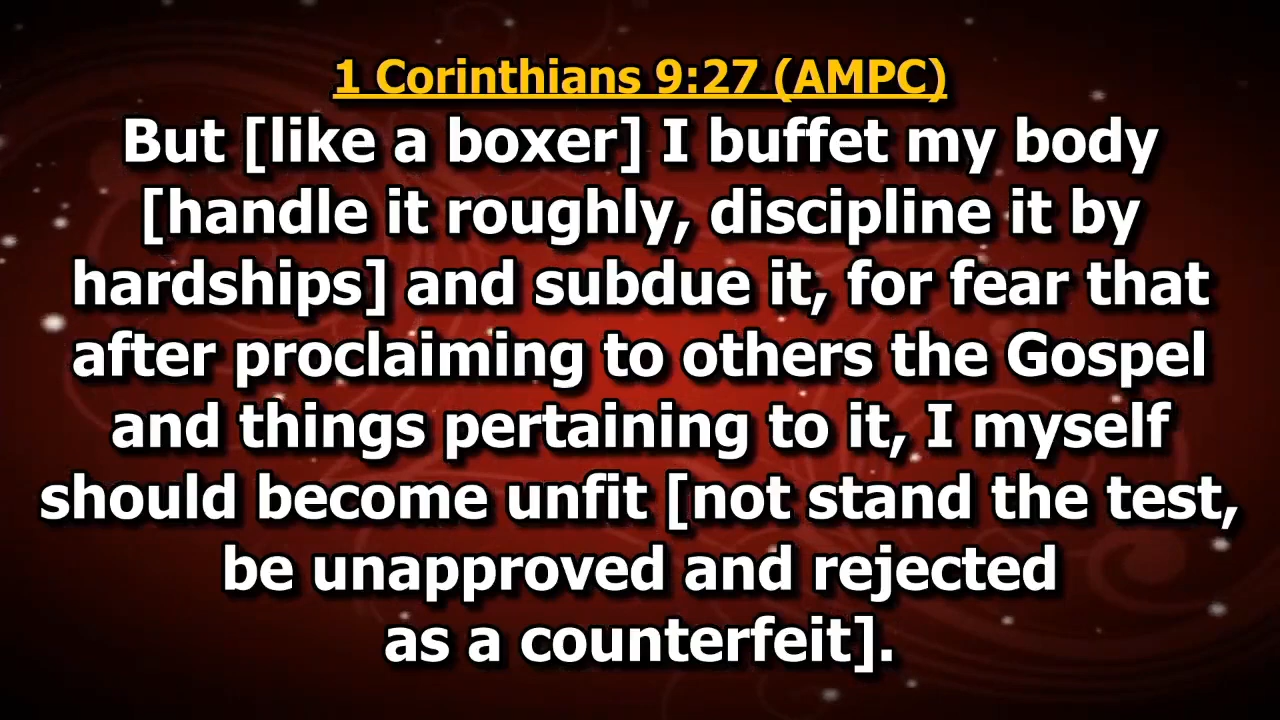 1 Corinthians 9:27 (AMPC)
But [like a boxer] I buffet my body
[handle it roughly, discipline it by
hardships] and subdue it, for fear that
after proclaiming to others the Gospel
and things pertaining to it, I myself
should become unfit [not stand the test,
be unapproved and rejected
as a counterfeit].